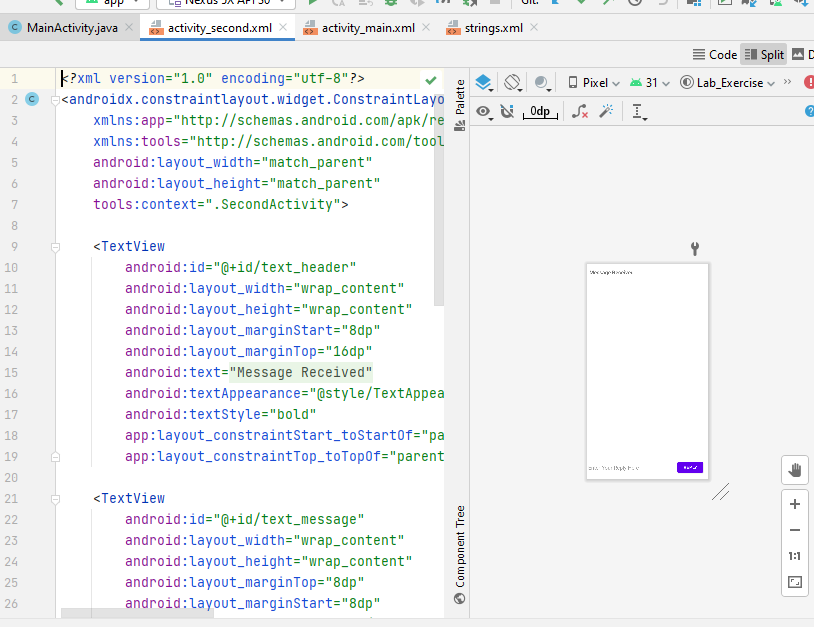 app
Nexus 5X API 30
Git:
MainActivity.java
activity_second.xml
activity_main.xml
strings.xml
Code
Split
D
1 <?xml version="1.0" encoding="utf-8"?>
2 <androidx.constraintlayout.widget.ConstraintLayo
3 xmlns:app="http://schemas.android.com/apk/re
4 xmlns:tools="http://schemas.android.com/tool
5 android:layout_width="match_parent"
6 android:layout_height="match_parent"
7 tools:context=".SecondActivity">
8
9 <TextView
10 android:id="@+id/text_header"
11 android:layout_width="wrap_content"
12 android:layout_height="wrap_content"
13 android:layout_marginStart="8dp"
14 android:layout_marginTop="16dp"
15 android:text="Message Received"
16 android:textAppearance="@style/TextAppea
17 android:textStyle="bold"
18 app:layout_constraintStart_toStartOf="pa
19 app:layout_constraintTop_toTopOf="parent
20
21 <TextView
22 android:id="@+id/text_message"
23 android:layout_width="wrap_content"
24 android:layout_height="wrap_content"
25 android:layout_marginTop="8dp"
26 android:layout_marginStart="8dp"
Palette
Component Tree
Pixel
31
Lab_Exercise
0dp
Message Received
Enter Your Reply Here
REPLY
1:1